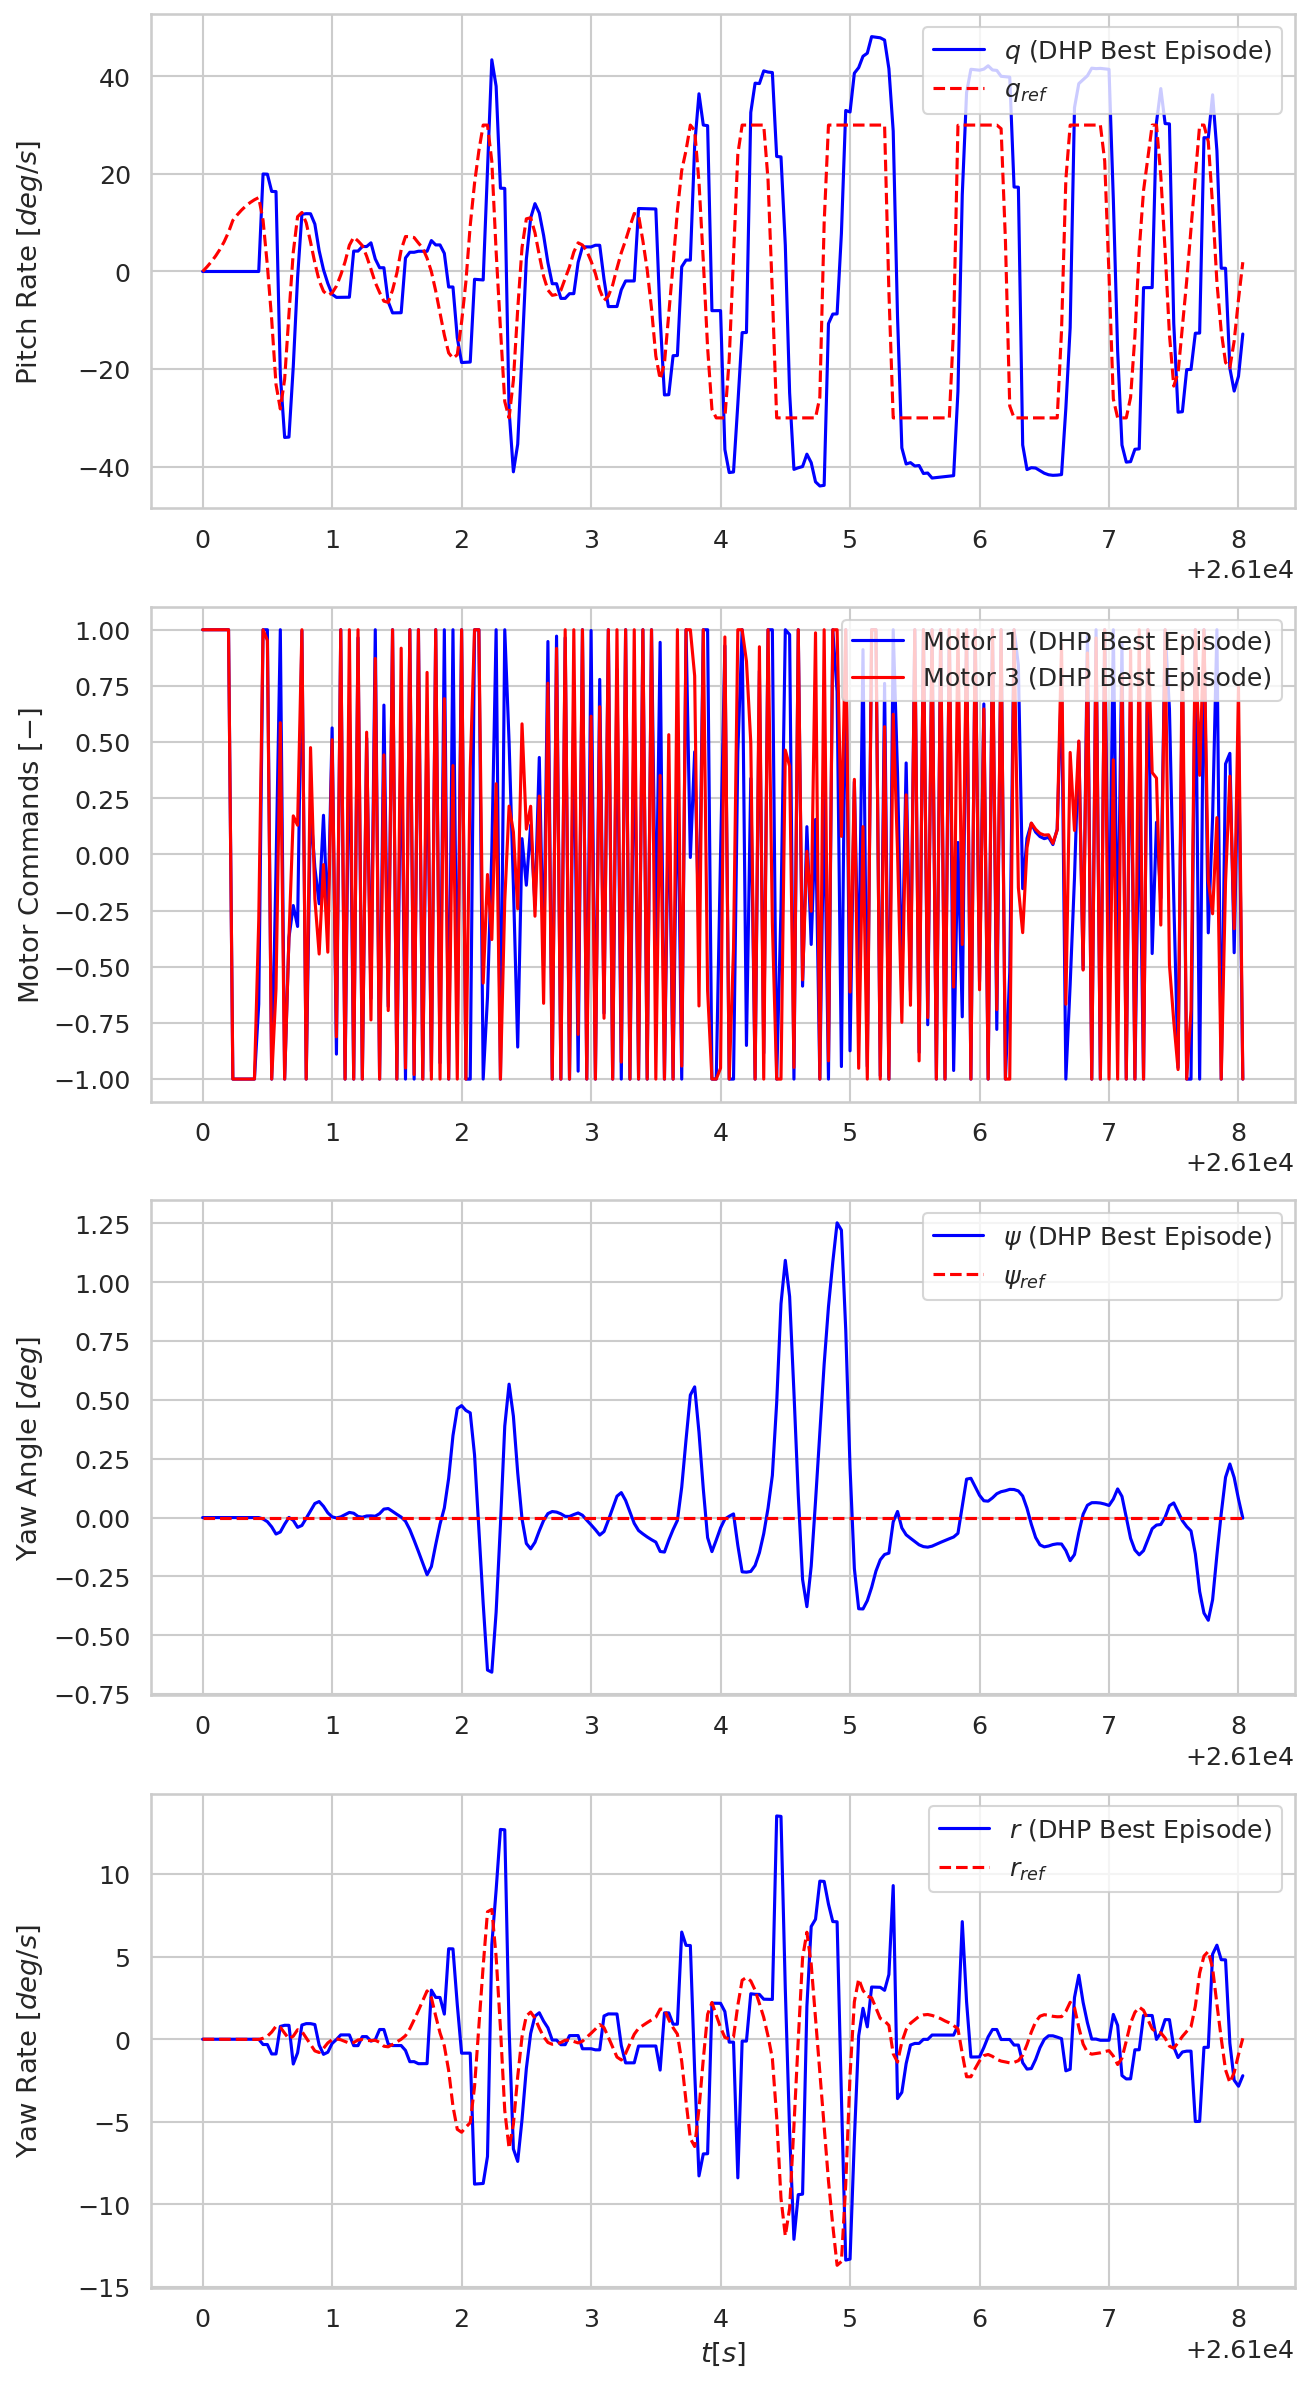 Pitch Rate [deg/s]
40
20
0
−20
−40
q (DHP Best Episode)
q_ref
0 1 2 3 4 5 6 7 8
+2.61e4
Motor Commands [−]
1.00
0.75
0.50
0.25
0.00
−0.25
−0.50
−0.75
−1.00
Motor 1 (DHP Best Episode)
Motor 3 (DHP Best Episode)
0 1 2 3 4 5 6 7 8
+2.61e4
Yaw Angle [deg]
1.25
1.00
0.75
0.50
0.25
0.00
−0.25
−0.50
−0.75
ψ (DHP Best Episode)
ψ_ref
0 1 2 3 4 5 6 7 8
+2.61e4
Yaw Rate [deg/s]
10
5
0
−5
−10
−15
r (DHP Best Episode)
r_ref
0 1 2 3 4 5 6 7 8
+2.61e4
t[s]